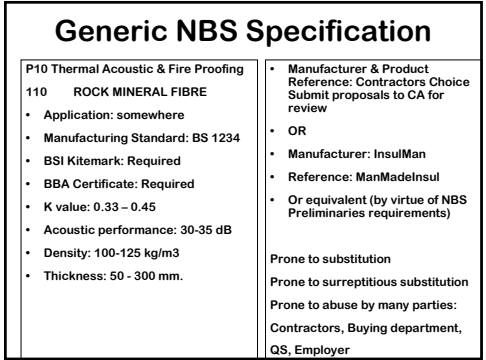 Generic NBS Specification
P10 Thermal Acoustic & Fire Proofing
110 ROCK MINERAL FIBRE
• Application: somewhere
• Manufacturing Standard: BS 1234
• BSI Kitemark: Required
• BBA Certificate: Required
• K value: 0.33 – 0.45
• Acoustic performance: 30-35 dB
• Density: 100-125 kg/m3
• Thickness: 50 - 300 mm.
• Manufacturer & Product
Reference: Contractors Choice
Submit proposals to CA for
review
• OR
• Manufacturer: InsulMan
• Reference: ManMadeInsul
• Or equivalent (by virtue of NBS
Preliminaries requirements)
Prone to substitution
Prone to surreptitious substitution
Prone to abuse by many parties:
Contractors, Buying department,
QS, Employer